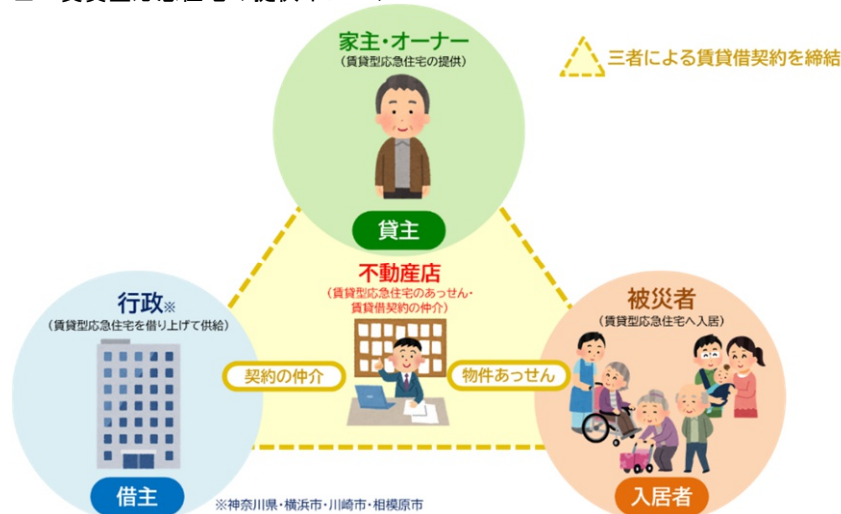 家主・オーナー
(賃貸型応急住宅の提供)
三者による賃貸借契約を締結
貸主
不動産店
(賃貸型応急住宅のあっせん・
賃貸借契約の仲介)
行政※
(賃貸型応急住宅を借り上げて供給)
被災者
(賃貸型応急住宅へ入居)
契約の仲介
物件あっせん
借主
※神奈川県・横浜市・川崎市・相模原市
入居者